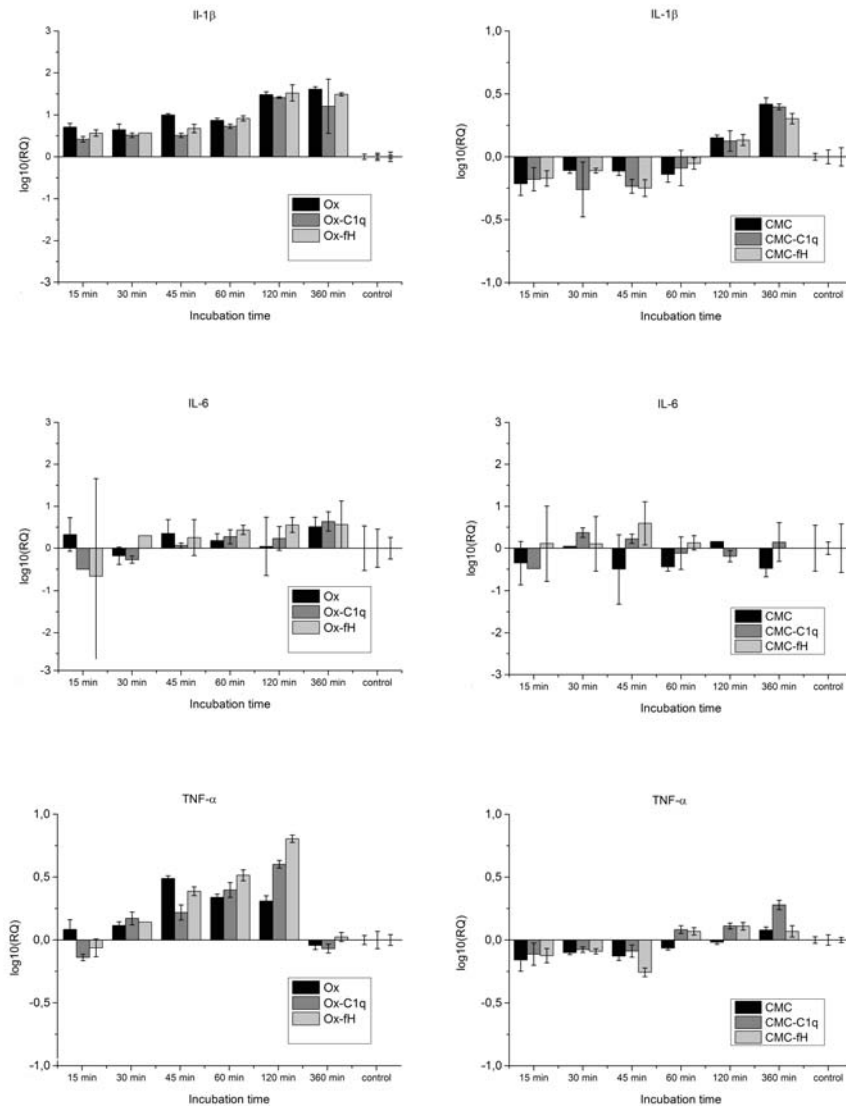 Il-1β
3
2
1
0
-1
-2
-3
log10(RQ)
Ox
Ox-C1q
Ox-fH
15 min 30 min 45 min 60 min 120 min 360 min control
Incubation time
IL-1β
1,0
0,5
0,0
-0,5
-1,0
log10(RQ)
CMC
CMC-C1q
CMC-fH
15 min 30 min 45 min 60 min 120 min 360 min control
Incubation time
IL-6
3
2
1
0
-1
-2
-3
log10(RQ)
Ox
Ox-C1q
Ox-fH
15 min 30 min 45 min 60 min 120 min 360 min control
Incubation time
IL-6
3
2
1
0
-1
-2
-3
log10(RQ)
CMC
CMC-C1q
CMC-fH
15 min 30 min 45 min 60 min 120 min 360 min control
Incubation time
TNF-α
1,0
0,5
0,0
-0,5
-1,0
log10(RQ)
Ox
Ox-C1q
Ox-fH
15 min 30 min 45 min 60 min 120 min 360 min control
Incubation time
TNF-α
1,0
0,5
0,0
-0,5
-1,0
log10(RQ)
CMC
CMC-C1q
CMC-fH
15 min 30 min 45 min 60 min 120 min 360 min control
Incubation time